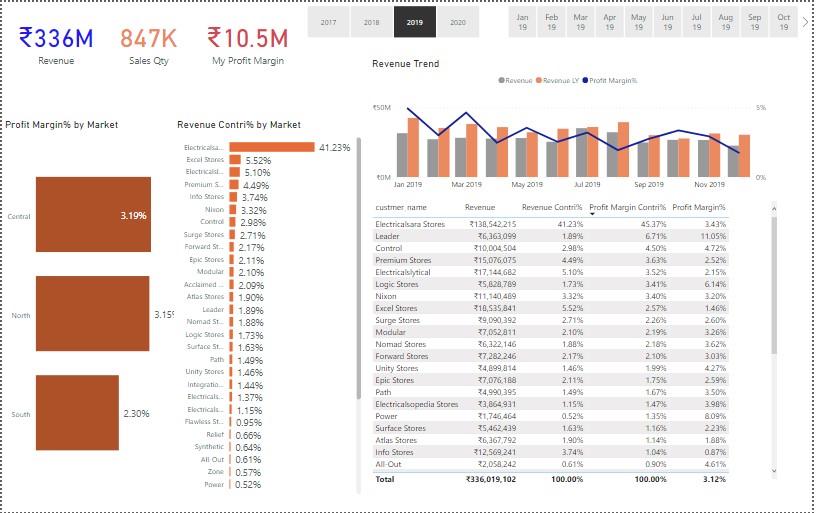 ₹336M
Revenue
847K
Sales Qty
₹10.5M
My Profit Margin
2017 2018 2019 2020
Jan 19 Feb 19 Mar 19 Apr 19 May 19 Jun 19 Jul 19 Aug 19 Sep 19 Oct 19
Revenue Trend
Revenue Revenue LY Profit Margin%
₹50M
₹0M
5%
0%
Jan 2019 Mar 2019 May 2019 Jul 2019 Sep 2019 Nov 2019
Profit Margin% by Market
Central 3.19%
North 3.15
South 2.30%
Revenue Contri% by Market
Electricalsa... 41.23%
Excel Stores 5.52%
Electricalsl... 5.10%
Premium S... 4.49%
Info Stores 3.74%
Nixon 3.32%
Control 2.98%
Surge Stores 2.71%
Forward St... 2.17%
Epic Stores 2.11%
Modular 2.10%
Acclaimed ... 2.09%
Atlas Stores 1.90%
Leader 1.89%
Nomad St... 1.88%
Logic Stores 1.73%
Surface St... 1.63%
Path 1.49%
Unity Stores 1.46%
Integratio... 1.44%
Electricals... 1.37%
Electricals... 1.15%
Flawless St... 0.95%
Relief 0.66%
Synthetic 0.64%
All-Out 0.61%
Zone 0.57%
Power 0.52%
custmer_name Revenue Revenue Contri% Profit Margin Contri% Profit Margin%
Electricalsara Stores ₹138,542,215 41.23% 45.37% 3.43%
Leader ₹6,363,099 1.89% 6.71% 11.05%
Control ₹10,004,504 2.98% 4.50% 4.72%
Premium Stores ₹15,076,075 4.49% 3.63% 2.52%
Electricalslytical ₹17,144,682 5.10% 3.52% 2.15%
Logic Stores ₹5,828,789 1.73% 3.41% 6.14%
Nixon ₹11,140,489 3.32% 3.40% 3.20%
Excel Stores ₹18,535,841 5.52% 2.57% 1.46%
Surge Stores ₹9,090,392 2.71% 2.26% 2.60%
Modular ₹7,052,811 2.10% 2.19% 3.26%
Nomad Stores ₹6,322,146 1.88% 2.18% 3.62%
Forward Stores ₹7,282,246 2.17% 2.10% 3.03%
Unity Stores ₹4,899,814 1.46% 1.99% 4.27%
Epic Stores ₹7,076,188 2.11% 1.75% 2.59%
Path ₹4,990,395 1.49% 1.67% 3.50%
Electricalsopedia Stores ₹3,864,931 1.15% 1.47% 3.98%
Power ₹1,746,464 0.52% 1.35% 8.09%
Surface Stores ₹5,462,439 1.63% 1.16% 2.23%
Atlas Stores ₹6,367,792 1.90% 1.14% 1.88%
Info Stores ₹12,569,241 3.74% 1.04% 0.87%
All-Out ₹2,058,242 0.61% 0.90% 4.61%
Total ₹336,019,102 100.00% 100.00% 3.12%